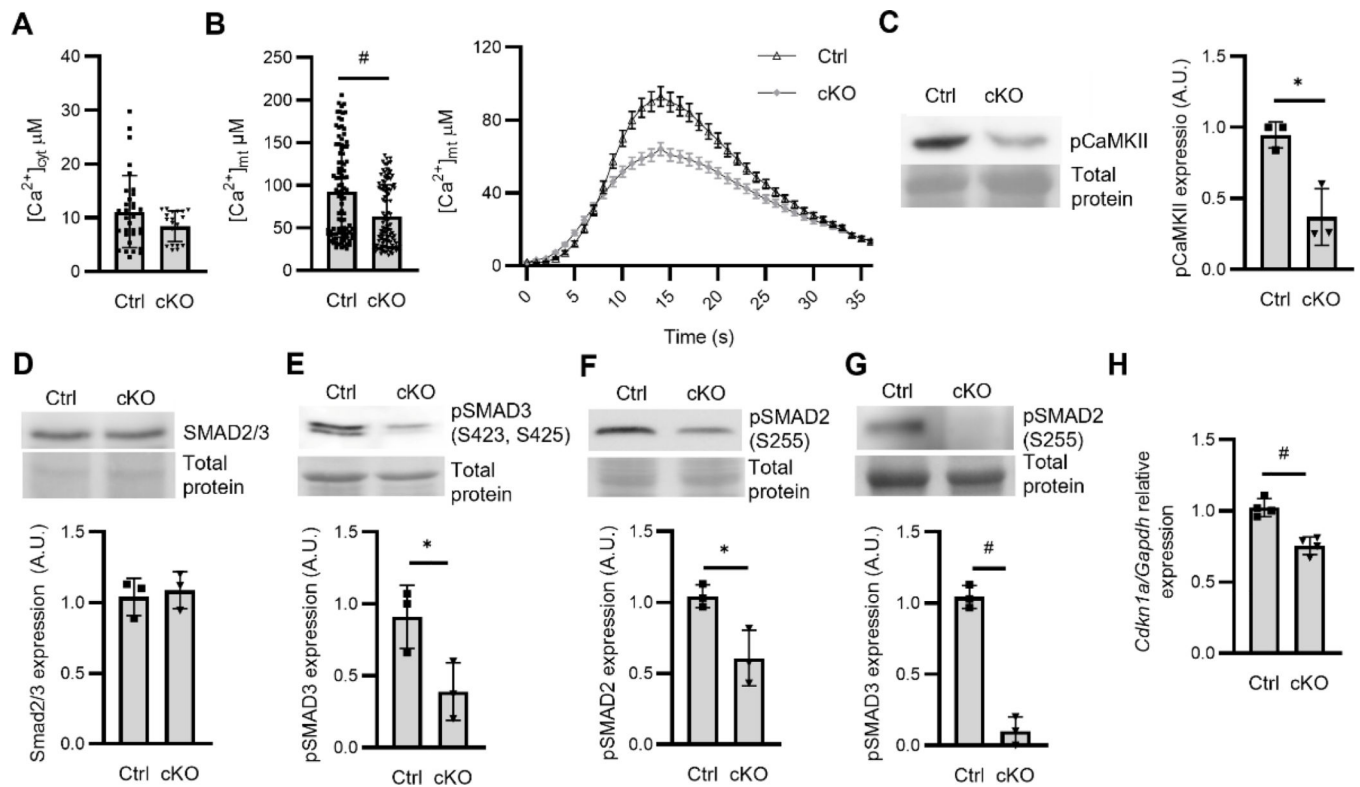 A
[Ca2+]cyt μM
40
30
20
10
0
Ctrl cKO
B
[Ca2+]mt μM
250
200
150
100
50
0
#
Ctrl cKO
[Ca2+]mt μM
120
80
40
0
0 5 10 15 20 25 30 35
Time (s)
Ctrl
cKO
C
Ctrl cKO
pCaMKII
Total
protein
pCaMKII expressio (A.U.)
1.5
1.0
0.5
0.0
*
Ctrl cKO
D
Ctrl cKO
SMAD2/3
Total
protein
Smad2/3 expression (A.U.)
1.5
1.0
0.5
0.0
Ctrl cKO
E
Ctrl cKO
pSMAD3
(S423, S425)
Total
protein
pSMAD3 expression (A.U.)
1.5
1.0
0.5
0.0
*
Ctrl cKO
F
Ctrl cKO
pSMAD2
(S255)
Total
protein
pSMAD2 expression (A.U.)
1.5
1.0
0.5
0.0
*
Ctrl cKO
G
Ctrl cKO
pSMAD2
(S255)
Total
protein
pSMAD3 expression (A.U.)
1.5
1.0
0.5
0.0
#
Ctrl cKO
H
Cdkn1a/Gapdh relative
expression
1.5
1.0
0.5
0.0
#
Ctrl cKO